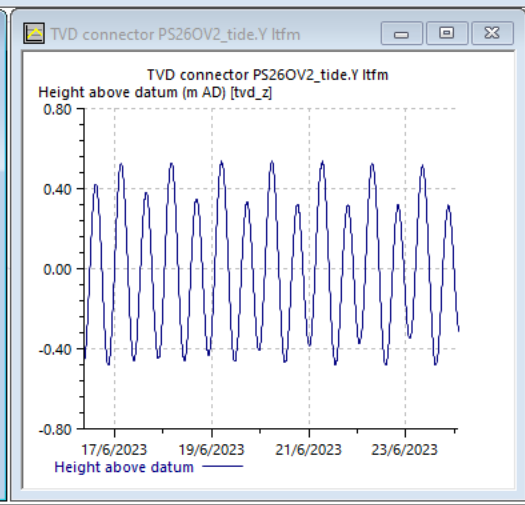 TVD connector PS26OV2_tide.Y ltfm
TVD connector PS26OV2_tide.Y ltfm
Height above datum (m AD) [tvd_z]
0.80
0.40
0.00
-0.40
-0.80
17/6/2023 19/6/2023 21/6/2023 23/6/2023
Height above datum